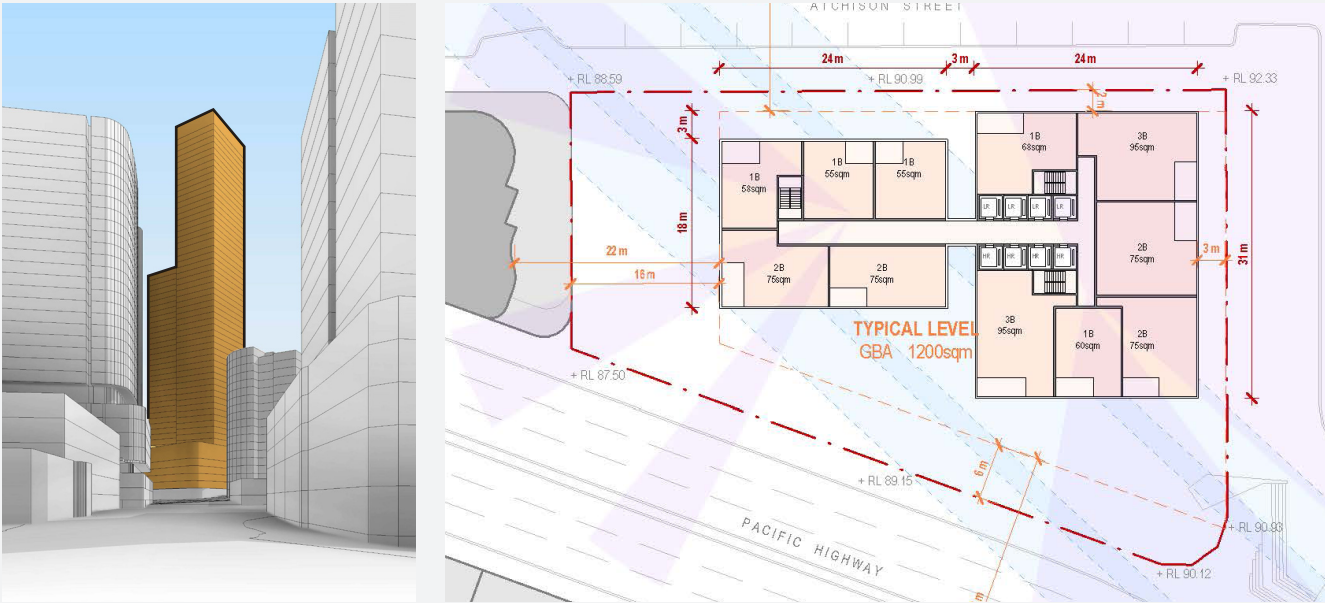 ATCHISON STREET
24 m
3 m
24 m
+ RL 88.59
+ RL 90.99
+ RL 92.33
2 m
3 m
1B
68sqm
3B
95sqm
1B
58sqm
1B
55sqm
1B
55sqm
LR
LR
LR
LR
18 m
22 m
16 m
2B
75sqm
2B
75sqm
HR
HR
HR
HR
2B
75sqm
3 m
31 m
TYPICAL LEVEL
GBA 1200sqm
3B
95sqm
1B
60sqm
2B
75sqm
+ RL 87.50
6 m
+ RL 89.15
PACIFIC HIGHWAY
+ RL 90.93
+ RL 90.12
m